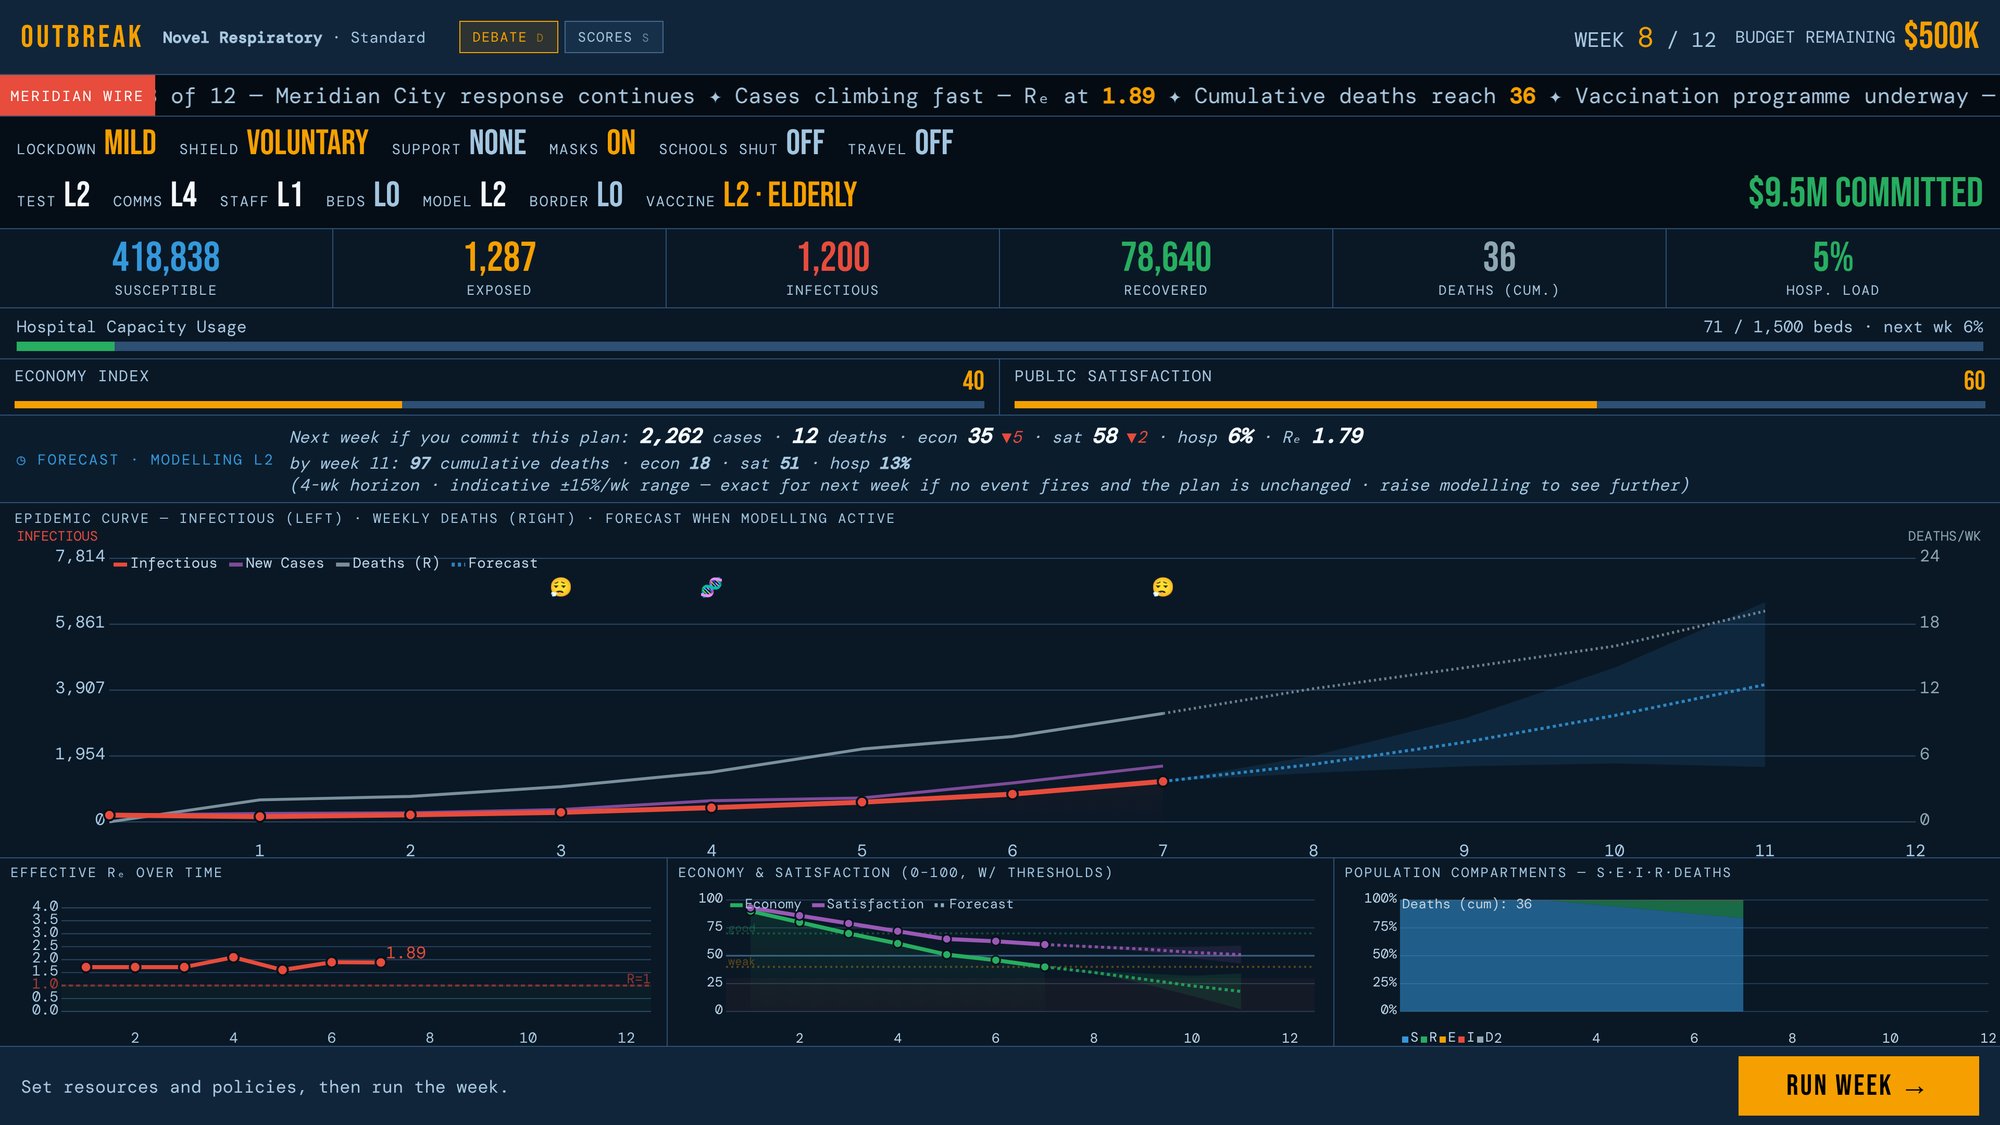 OUTBREAK Novel Respiratory · Standard DEBATE D SCORES S WEEK 8 / 12 BUDGET REMAINING $500K
MERIDIAN WIRE of 12 — Meridian City response continues ✦ Cases climbing fast — Rₑ at 1.89 ✦ Cumulative deaths reach 36 ✦ Vaccination programme underway —
LOCKDOWN MILD SHIELD VOLUNTARY SUPPORT NONE MASKS ON SCHOOLS SHUT OFF TRAVEL OFF
TEST L2 COMMS L4 STAFF L1 BEDS L0 MODEL L2 BORDER L0 VACCINE L2 · ELDERLY $9.5M COMMITTED
418,838 1,287 1,200 78,640 36 5%
SUSCEPTIBLE EXPOSED INFECTIOUS RECOVERED DEATHS (CUM.) HOSP. LOAD
Hospital Capacity Usage 71 / 1,500 beds · next wk 6%
ECONOMY INDEX 40 PUBLIC SATISFACTION 60
◷ FORECAST · MODELLING L2
Next week if you commit this plan: 2,262 cases · 12 deaths · econ 35 ▼5 · sat 58 ▼2 · hosp 6% · Rₑ 1.79
by week 11: 97 cumulative deaths · econ 18 · sat 51 · hosp 13%
(4-wk horizon · indicative ±15%/wk range — exact for next week if no event fires and the plan is unchanged · raise modelling to see further)
EPIDEMIC CURVE — INFECTIOUS (LEFT) · WEEKLY DEATHS (RIGHT) · FORECAST WHEN MODELLING ACTIVE
INFECTIOUS DEATHS/WK
7,814 24
Infectious New Cases Deaths (R) Forecast
5,861 18
3,907 12
1,954 6
0 0
1 2 3 4 5 6 7 8 9 10 11 12
EFFECTIVE Rₑ OVER TIME
4.0
3.5
3.0
2.5
2.0
1.5
1.0
0.5
0.0
1.89
R=1
2 4 6 8 10 12
ECONOMY & SATISFACTION (0-100, W/ THRESHOLDS)
100
75
50
25
0
Economy Satisfaction Forecast
good
weak
2 4 6 8 10 12
POPULATION COMPARTMENTS — S·E·I·R·DEATHS
100%
75%
50%
25%
0%
Deaths (cum): 36
S R E I D 2 4 6 8 10 12
Set resources and policies, then run the week. RUN WEEK →